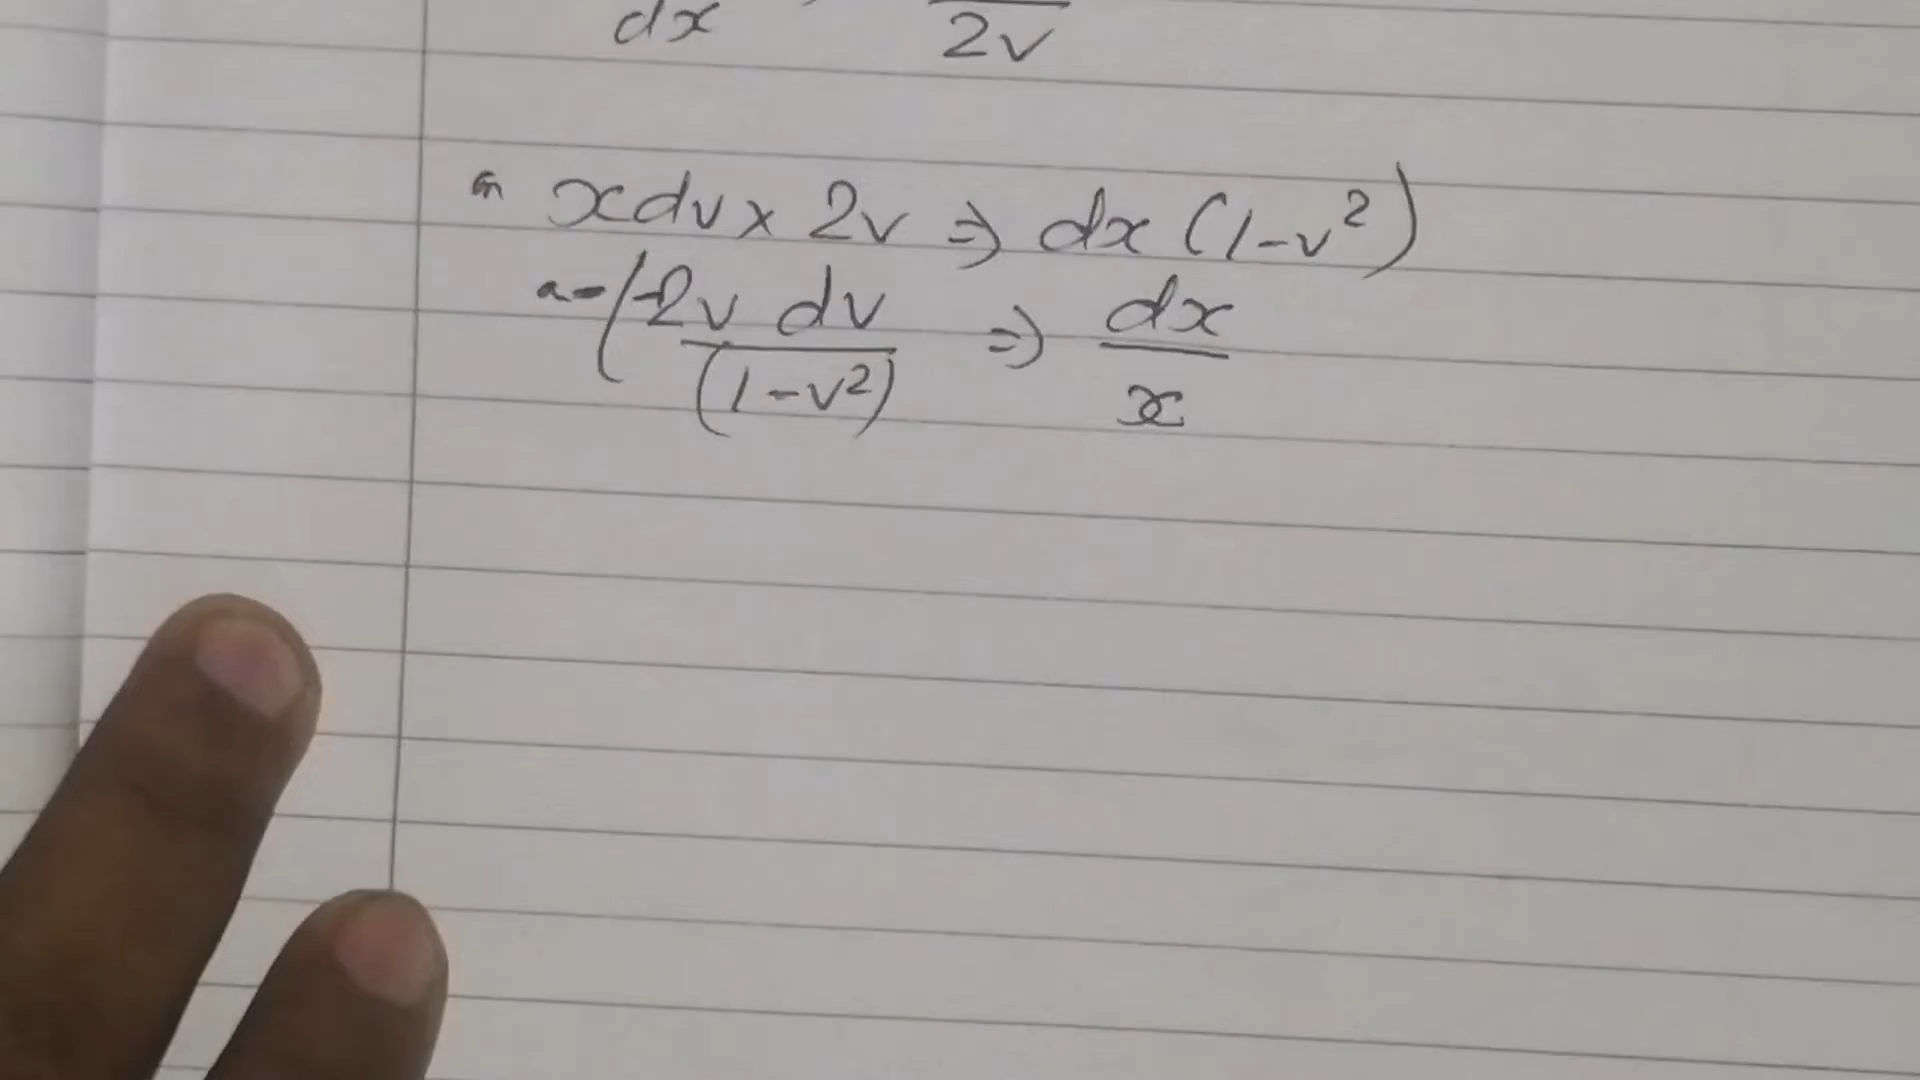 dx 2v
x dv x 2v => dx (1-v²)
-∫ -2v dv / (1-v²) => dx / x